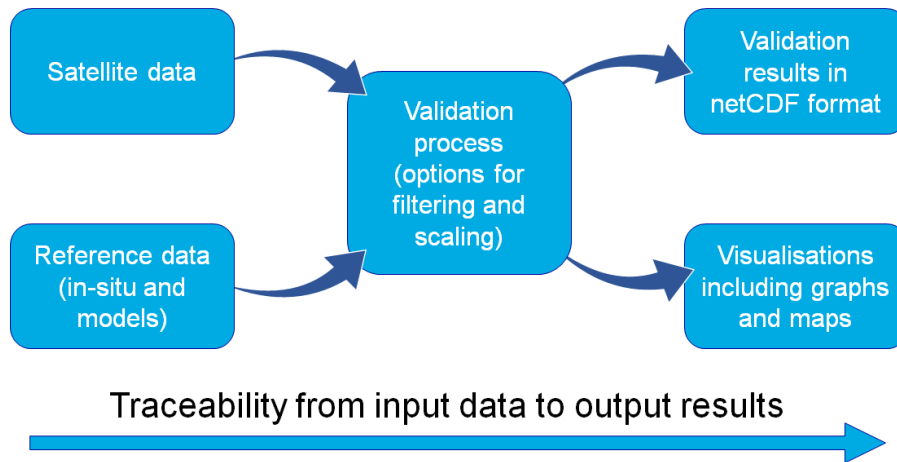 Satellite data
Reference data
(in-situ and
models)
Validation
process
(options for
filtering and
scaling)
Validation
results in
netCDF format
Visualisations
including graphs
and maps
Traceability from input data to output results